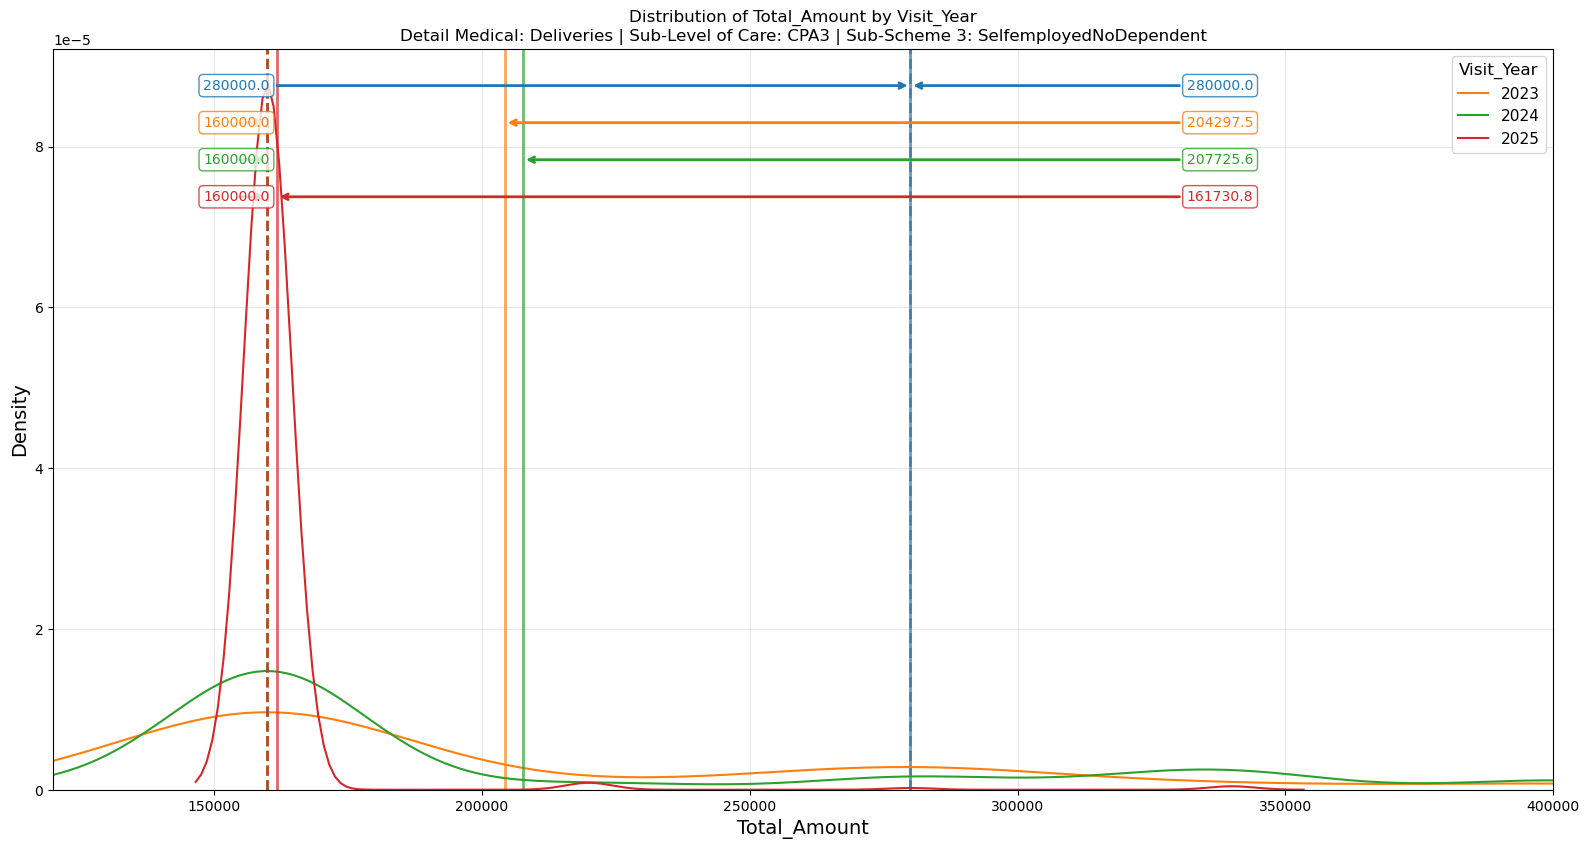 Distribution of Total_Amount by Visit_Year
Detail Medical: Deliveries | Sub-Level of Care: CPA3 | Sub-Scheme 3: SelfemployedNoDependent
1e−5
Visit_Year
2023
2024
2025
280000.0 280000.0
160000.0 204297.5
160000.0 207725.6
160000.0 161730.8
8
6
4
2
0
Density
150000 200000 250000 300000 350000 400000
Total_Amount